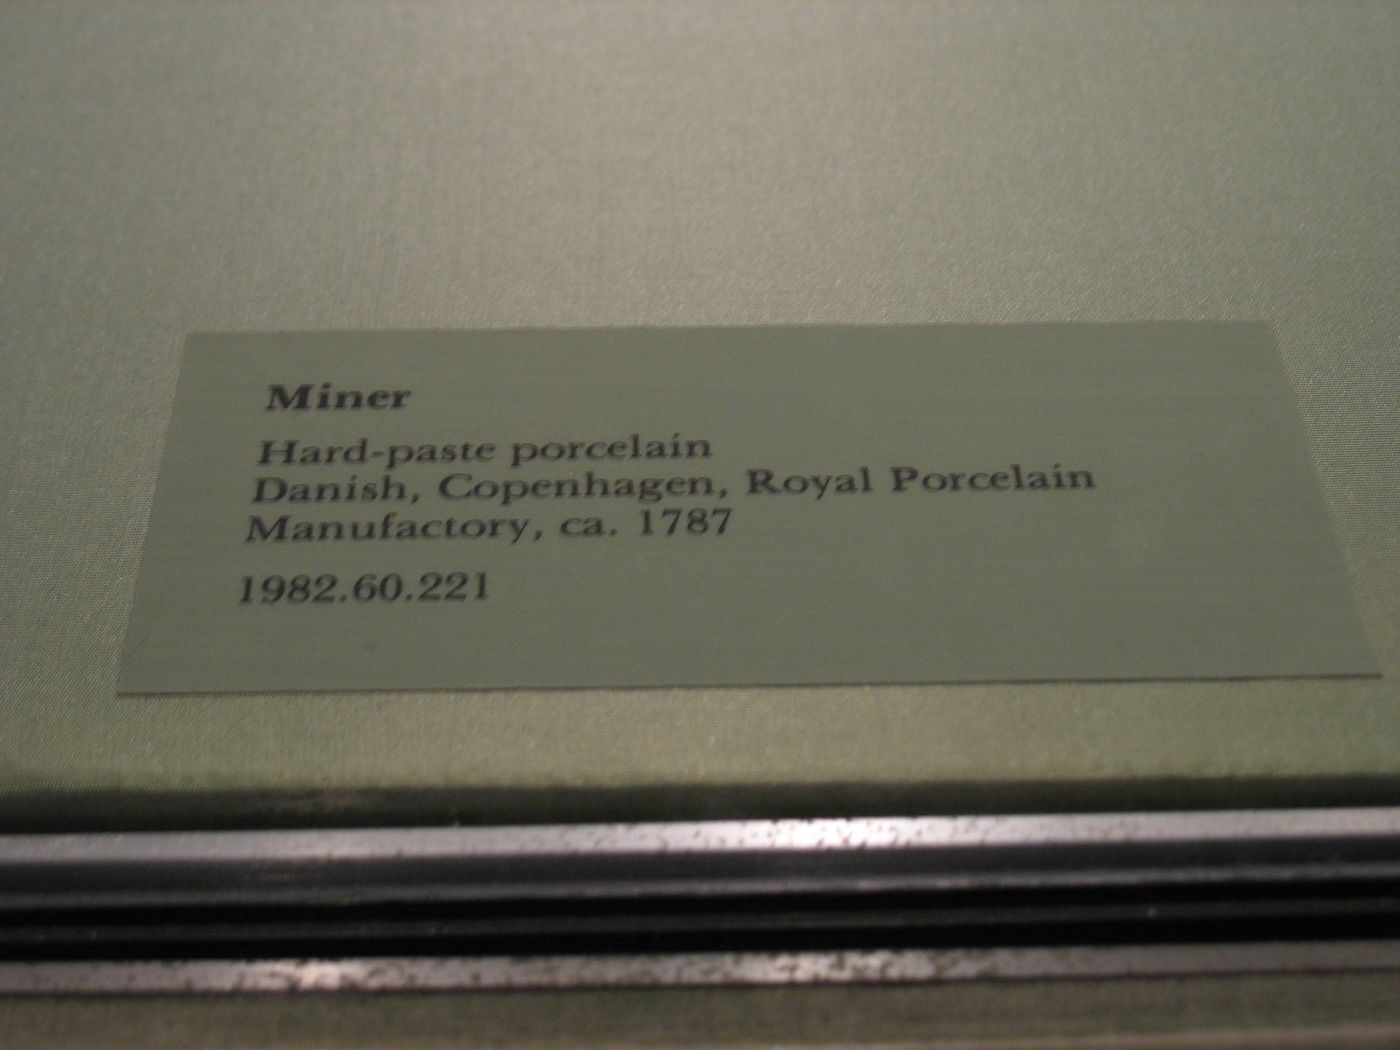 Miner
Hard-paste porcelain
Danish, Copenhagen, Royal Porcelain
Manufactory, ca. 1787
1982.60.221